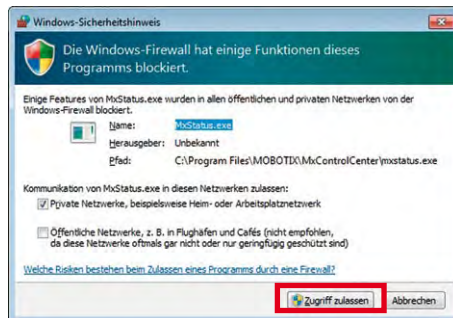 Windows-Sicherheitshinweis
Die Windows-Firewall hat einige Funktionen dieses
Programms blockiert.
Einige Features von MxStatus.exe wurden in allen öffentlichen und privaten Netzwerken von der
Windows-Firewall blockiert.
Name: MxStatus.exe
Herausgeber: Unbekannt
Pfad: C:\Program Files\MOBOTIX\MxControlCenter\mxstatus.exe
Kommunikation von MxStatus.exe in diesen Netzwerken zulassen:
Private Netzwerke, beispielsweise Heim- oder Arbeitsplatznetzwerk
Öffentliche Netzwerke, z. B. in Flughäfen und Cafés (nicht empfohlen,
da diese Netzwerke oftmals gar nicht oder nur geringfügig geschützt sind)
Welche Risiken bestehen beim Zulassen eines Programms durch eine Firewall?
Zugriff zulassen Abbrechen